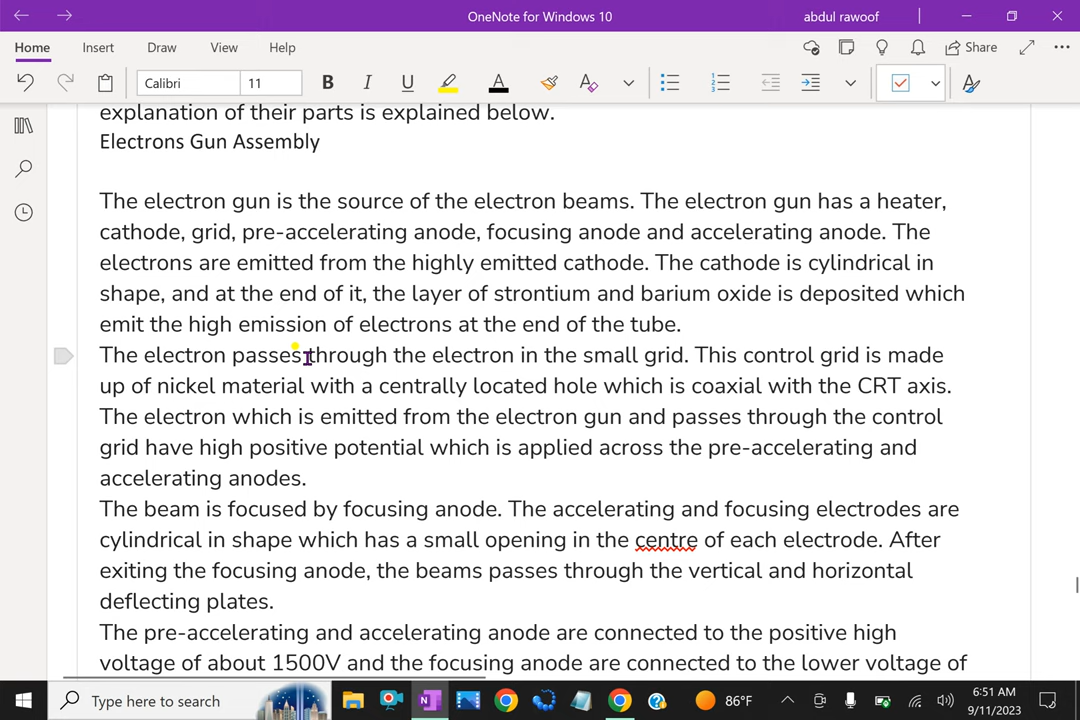 OneNote for Windows 10
abdul rawoof
Home Insert Draw View Help
Share
Calibri 11 B I U A A
explanation of their parts is explained below.
Electrons Gun Assembly
The electron gun is the source of the electron beams. The electron gun has a heater,
cathode, grid, pre-accelerating anode, focusing anode and accelerating anode. The
electrons are emitted from the highly emitted cathode. The cathode is cylindrical in
shape, and at the end of it, the layer of strontium and barium oxide is deposited which
emit the high emission of electrons at the end of the tube.
The electron passes through the electron in the small grid. This control grid is made
up of nickel material with a centrally located hole which is coaxial with the CRT axis.
The electron which is emitted from the electron gun and passes through the control
grid have high positive potential which is applied across the pre-accelerating and
accelerating anodes.
The beam is focused by focusing anode. The accelerating and focusing electrodes are
cylindrical in shape which has a small opening in the centre of each electrode. After
exiting the focusing anode, the beams passes through the vertical and horizontal
deflecting plates.
The pre-accelerating and accelerating anode are connected to the positive high
voltage of about 1500V and the focusing anode are connected to the lower voltage of
Type here to search
86°F
6:51 AM
9/11/2023